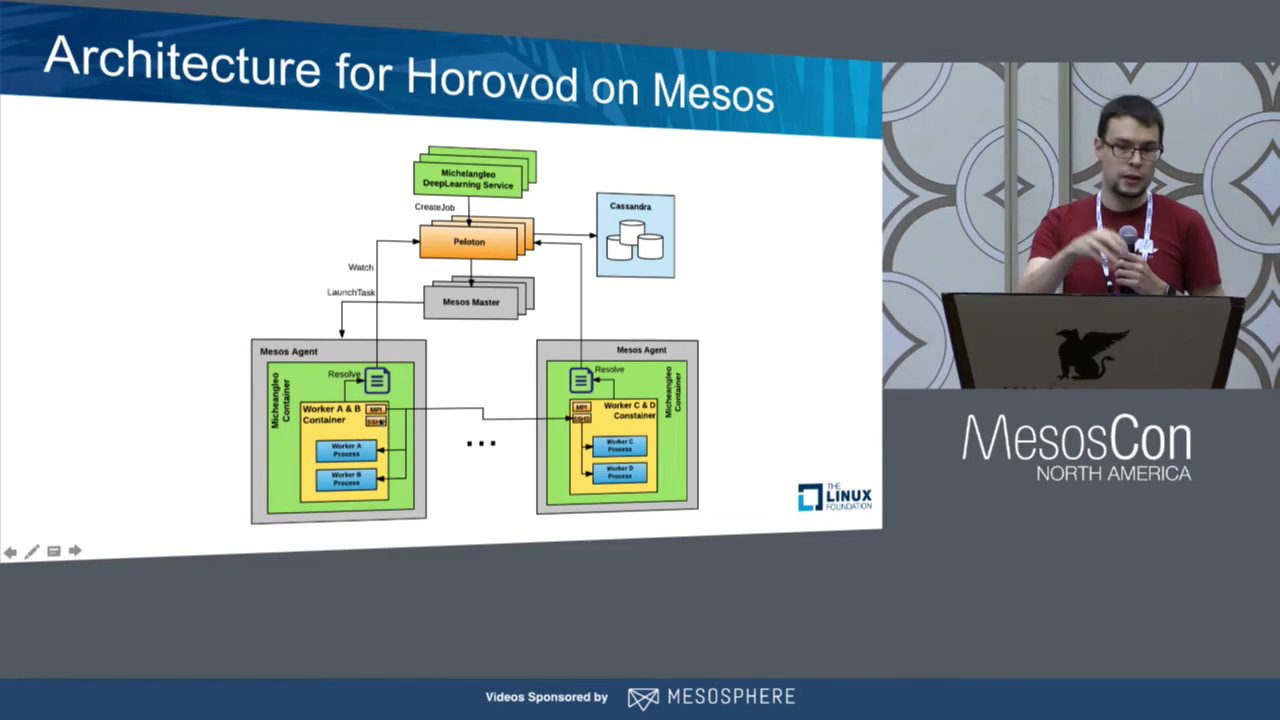 Architecture for Horovod on Mesos
Michelangleo
DeepLearning Service
CreateJob
Peloton
Cassandra
Watch
LaunchTask
Mesos Master
Mesos Agent
Micheangleo
Container
Resolve
Worker A & B
Container
MPI
SSHD
Worker A
Process
Worker B
Process
...
Mesos Agent
Resolve
Micheangleo
Container
MPI
SSHD
Worker C & D
Constainer
Worker C
Process
Worker D
Process
THE
LINUX
FOUNDATION
MesosCon
NORTH AMERICA
Videos Sponsored by
MESOSPHERE